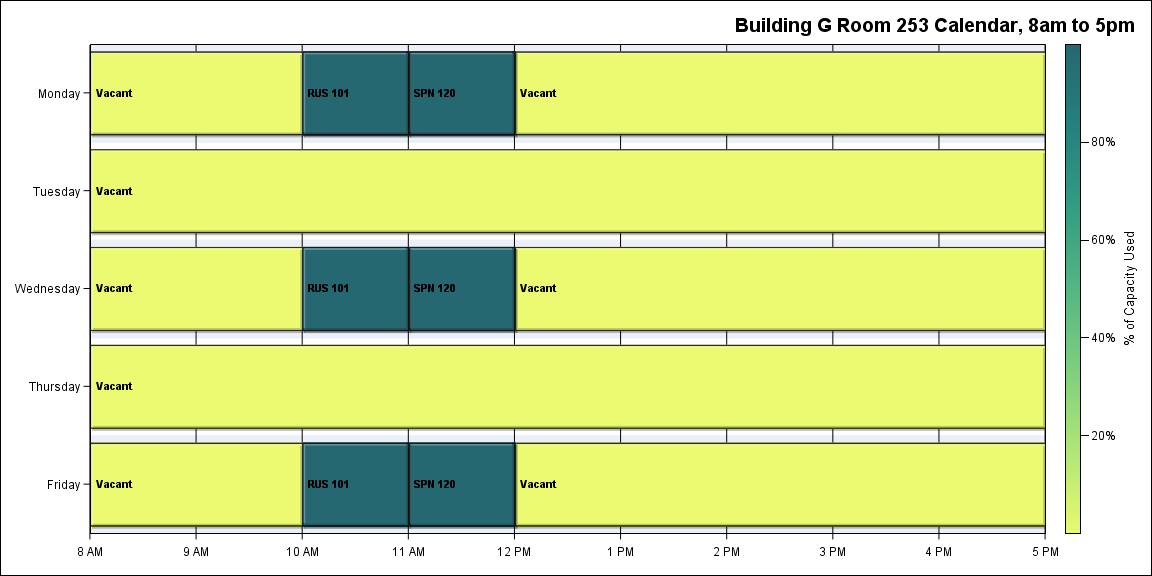 Building G Room 253 Calendar, 8am to 5pm
Monday
Vacant
RUS 101
SPN 120
Vacant
Tuesday
Vacant
Wednesday
Vacant
RUS 101
SPN 120
Vacant
Thursday
Vacant
Friday
Vacant
RUS 101
SPN 120
Vacant
8 AM
9 AM
10 AM
11 AM
12 PM
1 PM
2 PM
3 PM
4 PM
5 PM
80%
60%
40%
20%
% of Capacity Used